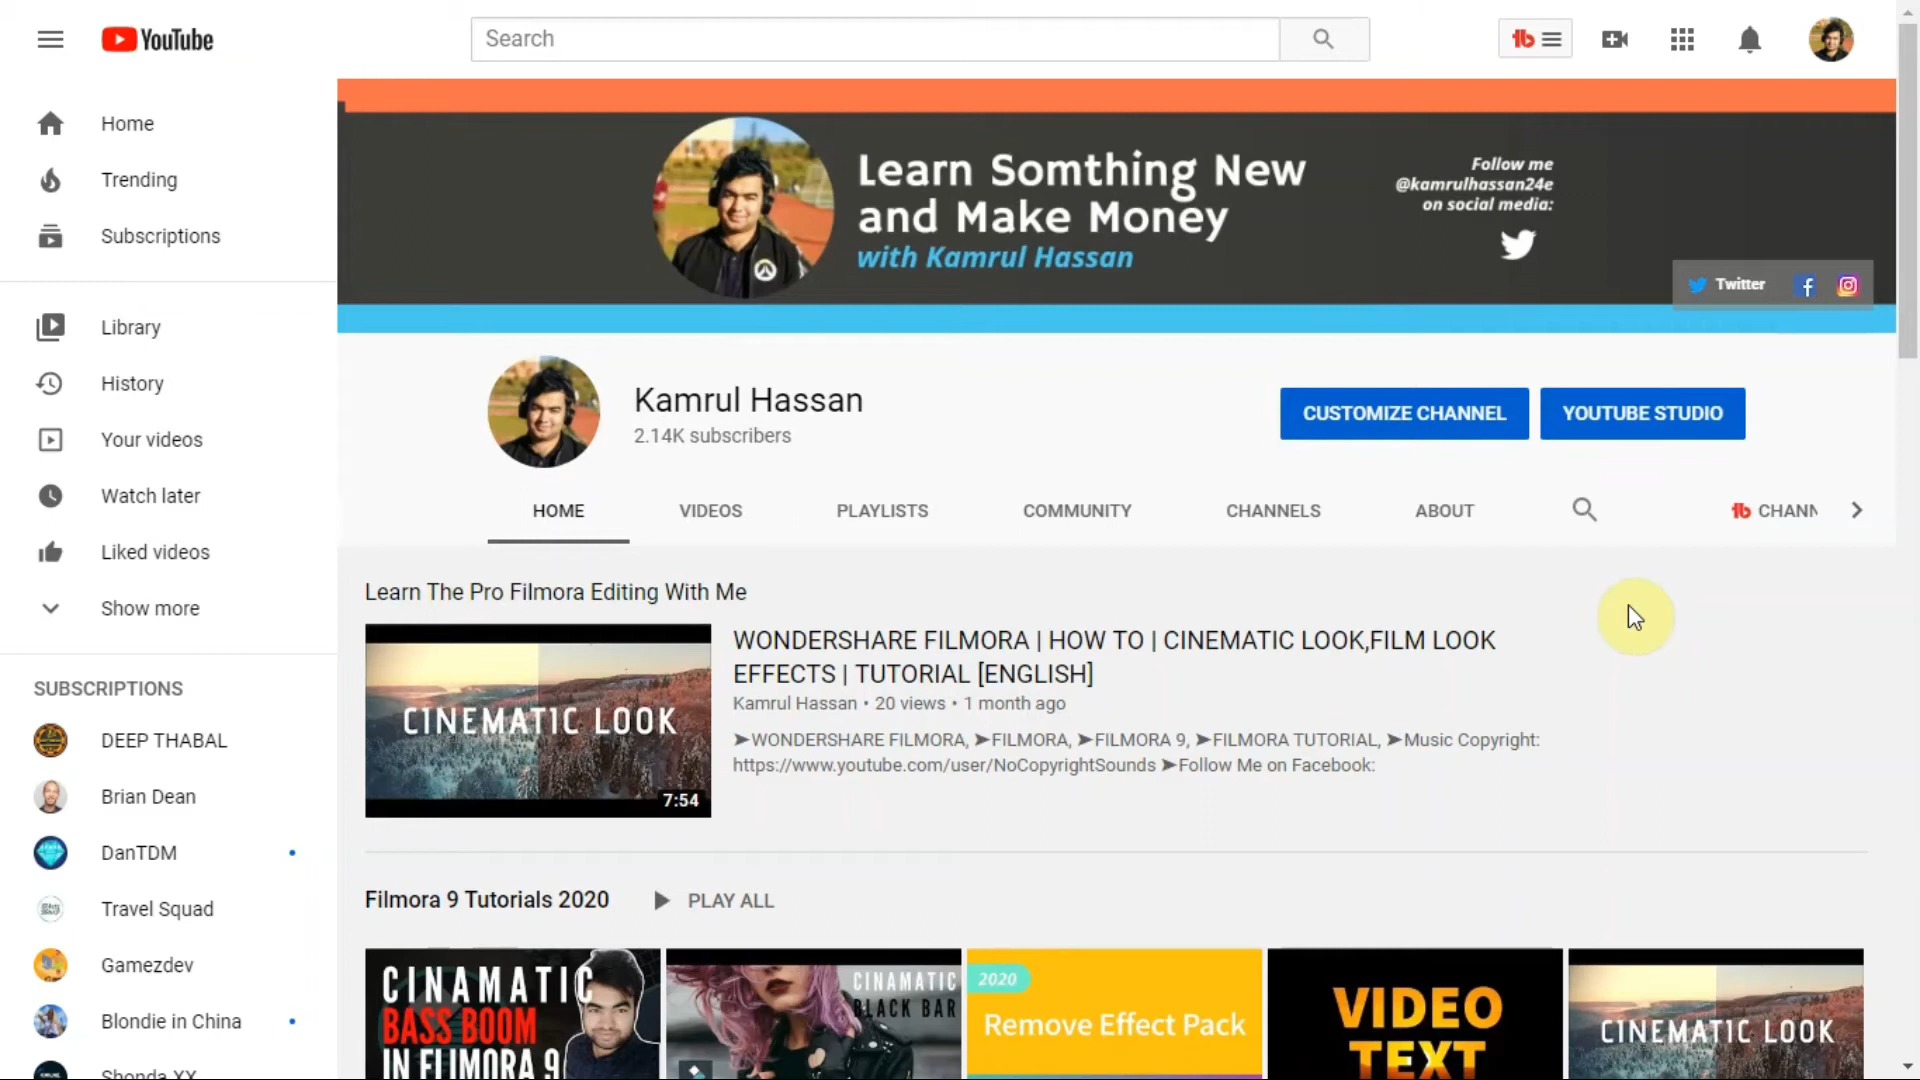 YouTube
Search
Home
Trending
Subscriptions
Library
History
Your videos
Watch later
Liked videos
Show more
SUBSCRIPTIONS
DEEP THABAL
Brian Dean
DanTDM
Travel Squad
Gamezdev
Blondie in China
Shonda XX
Learn Somthing New
and Make Money
with Kamrul Hassan
Follow me
@kamrulhassan24e
on social media:
Twitter
Kamrul Hassan
2.14K subscribers
CUSTOMIZE CHANNEL
YOUTUBE STUDIO
HOME
VIDEOS
PLAYLISTS
COMMUNITY
CHANNELS
ABOUT
CHANN
Learn The Pro Filmora Editing With Me
CINEMATIC LOOK
7:54
WONDERSHARE FILMORA | HOW TO | CINEMATIC LOOK,FILM LOOK
EFFECTS | TUTORIAL [ENGLISH]
Kamrul Hassan • 20 views • 1 month ago
➤WONDERSHARE FILMORA, ➤FILMORA, ➤FILMORA 9, ➤FILMORA TUTORIAL, ➤Music Copyright:
https://www.youtube.com/user/NoCopyrightSounds ➤Follow Me on Facebook:
Filmora 9 Tutorials 2020
PLAY ALL
CINAMATIC
BASS BOOM
IN FLIMORA 9
CINAMATIC
BLACK BAR
2020
Remove Effect Pack
VIDEO
TEXT
CINEMATIC LOOK